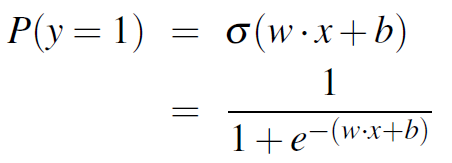 P(y = 1) = σ(w · x + b)
= 1 / (1 + e^{−(w·x+b)})